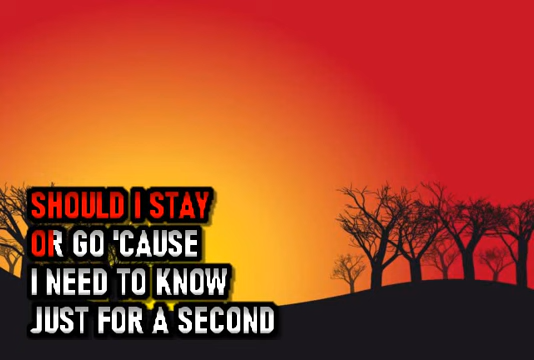 SHOULD I STAY
OR GO 'CAUSE
I NEED TO KNOW
JUST FOR A SECOND